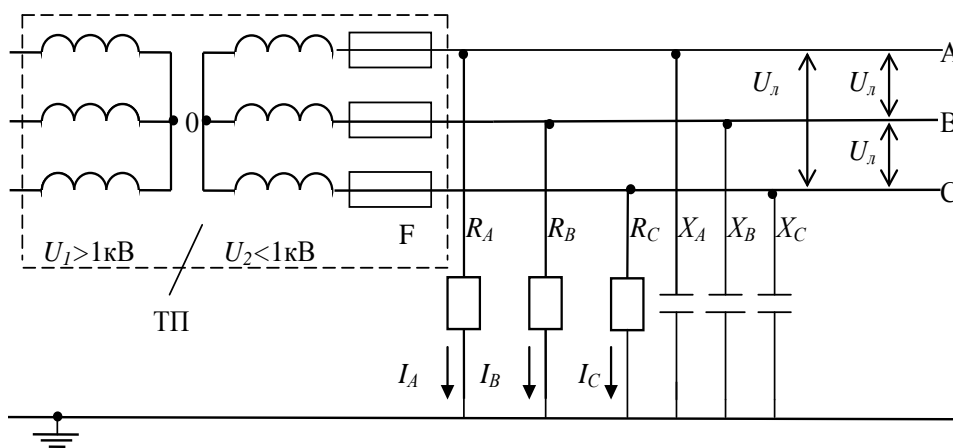 A
U_л U_л
0 B
U_л
C
F R_A R_B R_C X_A X_B X_C
U_1>1кВ U_2<1кВ
ТП
I_A I_B I_C